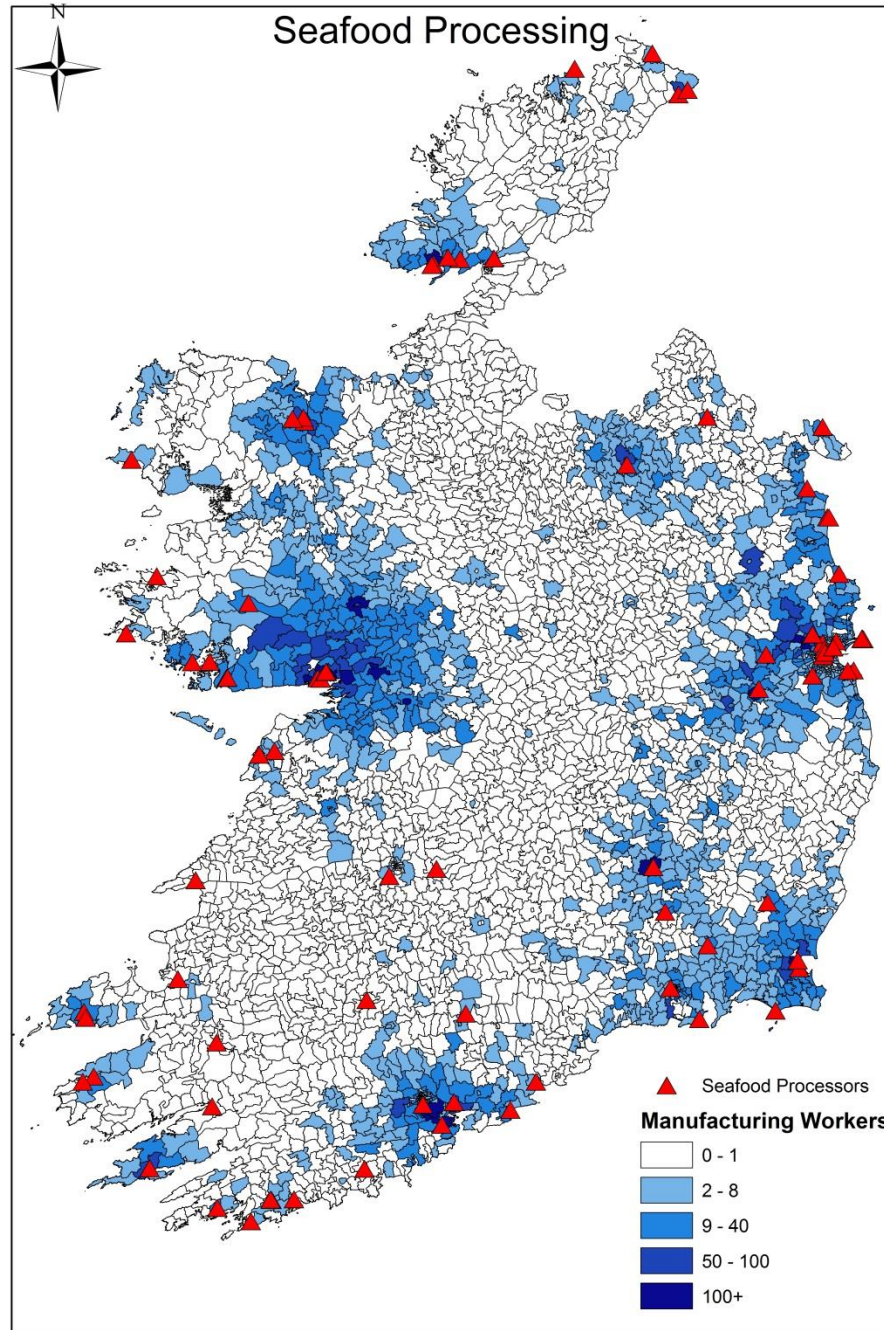 N
Seafood Processing
Seafood Processors
Manufacturing Workers
0 - 1
2 - 8
9 - 40
50 - 100
100+